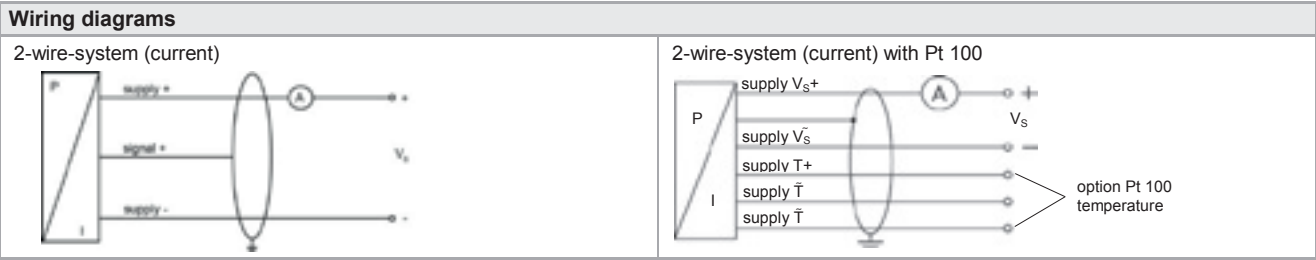 Wiring diagrams
2-wire-system (current)
P
supply +
A
+
signal +
Vs
supply -
-
I
2-wire-system (current) with Pt 100
supply VS+
A
+
P
VS
supply VS̃
—
supply T+
option Pt 100
temperature
I
supply T̃
supply T̃